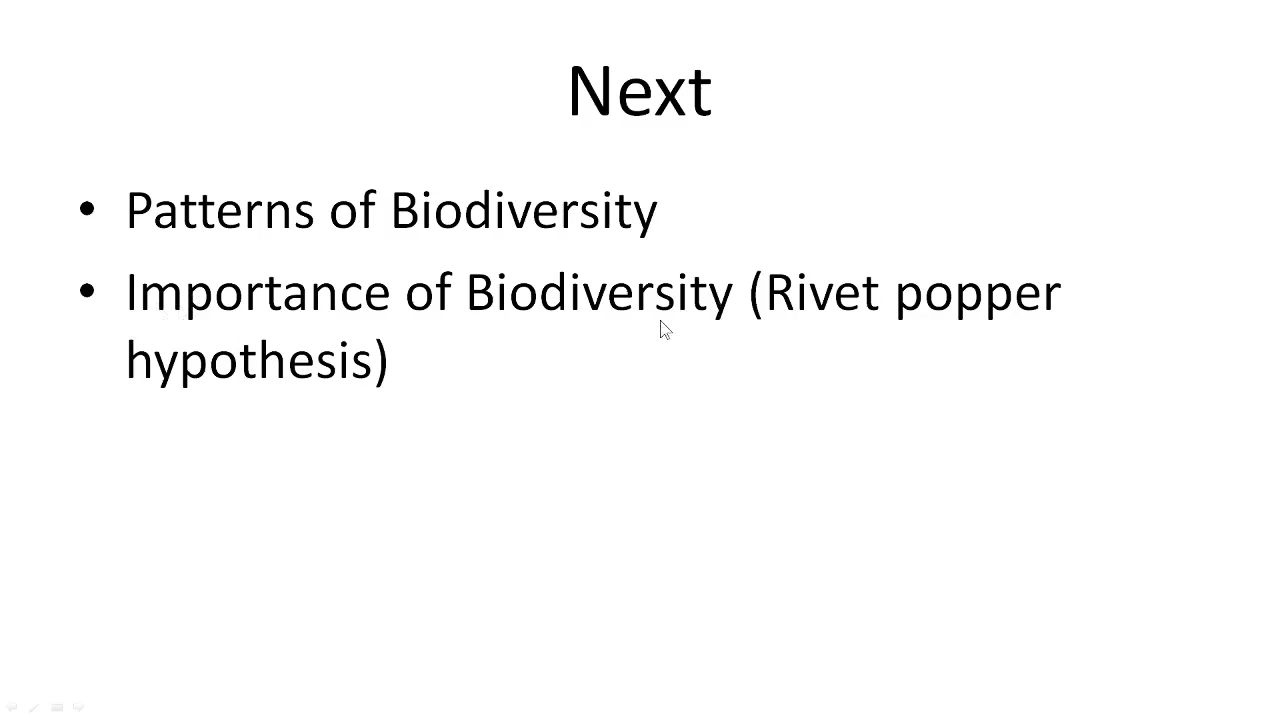 Next
• Patterns of Biodiversity
• Importance of Biodiversity (Rivet popper
hypothesis)